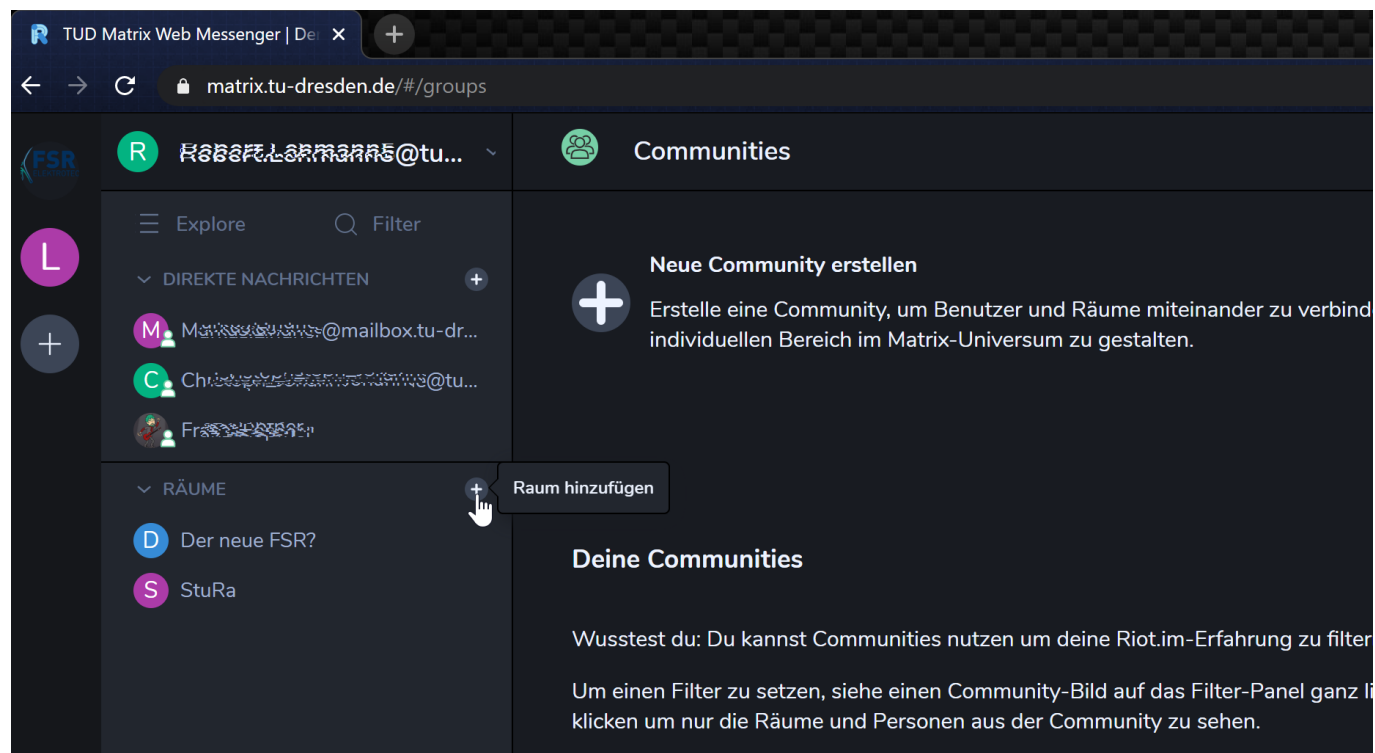 TUD Matrix Web Messenger | De
matrix.tu-dresden.de/#/groups
FSR
R
@tu...
Communities
Explore
Filter
L
DIREKTE NACHRICHTEN
M
@mailbox.tu-dr...
C
@tu...
RÄUME
Raum hinzufügen
D
Der neue FSR?
S
StuRa
Neue Community erstellen
Erstelle eine Community, um Benutzer und Räume miteinander zu verbind
individuellen Bereich im Matrix-Universum zu gestalten.
Deine Communities
Wusstest du: Du kannst Communities nutzen um deine Riot.im-Erfahrung zu filter
Um einen Filter zu setzen, siehe einen Community-Bild auf das Filter-Panel ganz li
klicken um nur die Räume und Personen aus der Community zu sehen.